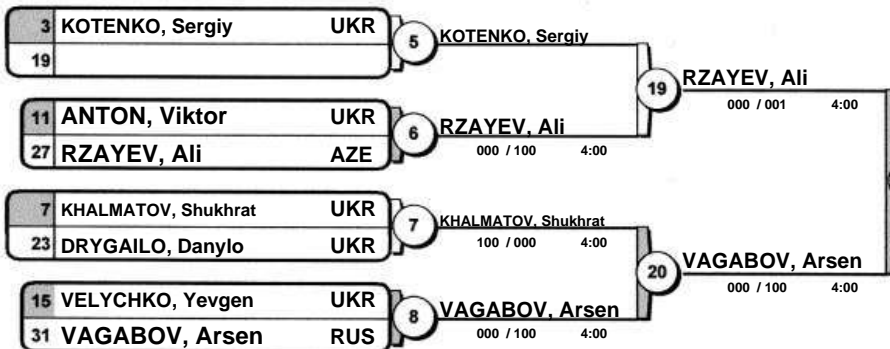 3 KOTENKO, Sergiy UKR
19
5 KOTENKO, Sergiy
11 ANTON, Viktor UKR
27 RZAYEV, Ali AZE
6 RZAYEV, Ali
000 / 100 4:00
19 RZAYEV, Ali
000 / 001 4:00
7 KHALMATOV, Shukhrat UKR
23 DRYGAILO, Danylo UKR
7 KHALMATOV, Shukhrat
100 / 000 4:00
15 VELYCHKO, Yevgen UKR
31 VAGABOV, Arsen RUS
8 VAGABOV, Arsen
000 / 100 4:00
20 VAGABOV, Arsen
000 / 100 4:00